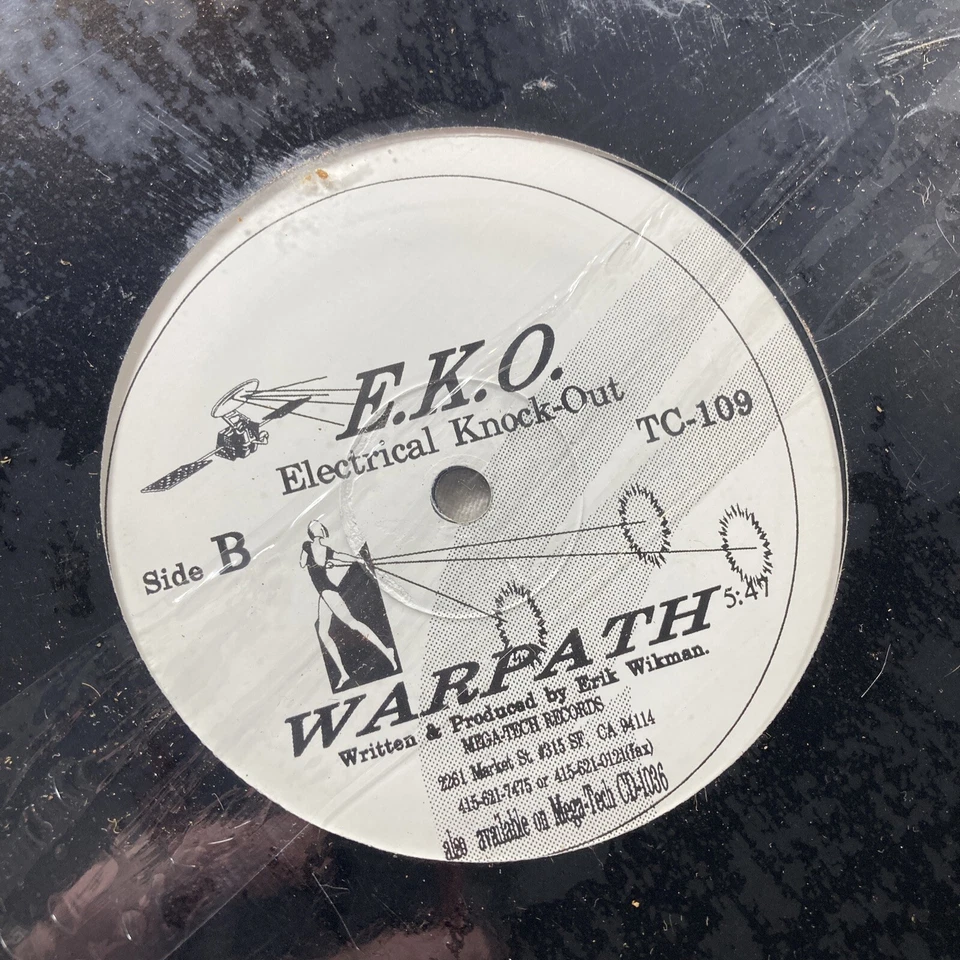 E.K.O.
Electrical Knock-Out
TC-109
Side B
5:47
WARPATH
Written & Produced by Erik Wikman.
MEGA-TECH RECORDS
2261 Market St. #315 SF, CA 94114
415-621-7475 or 415-621-0121(fax)
also available on Mega-Tech CD-1036